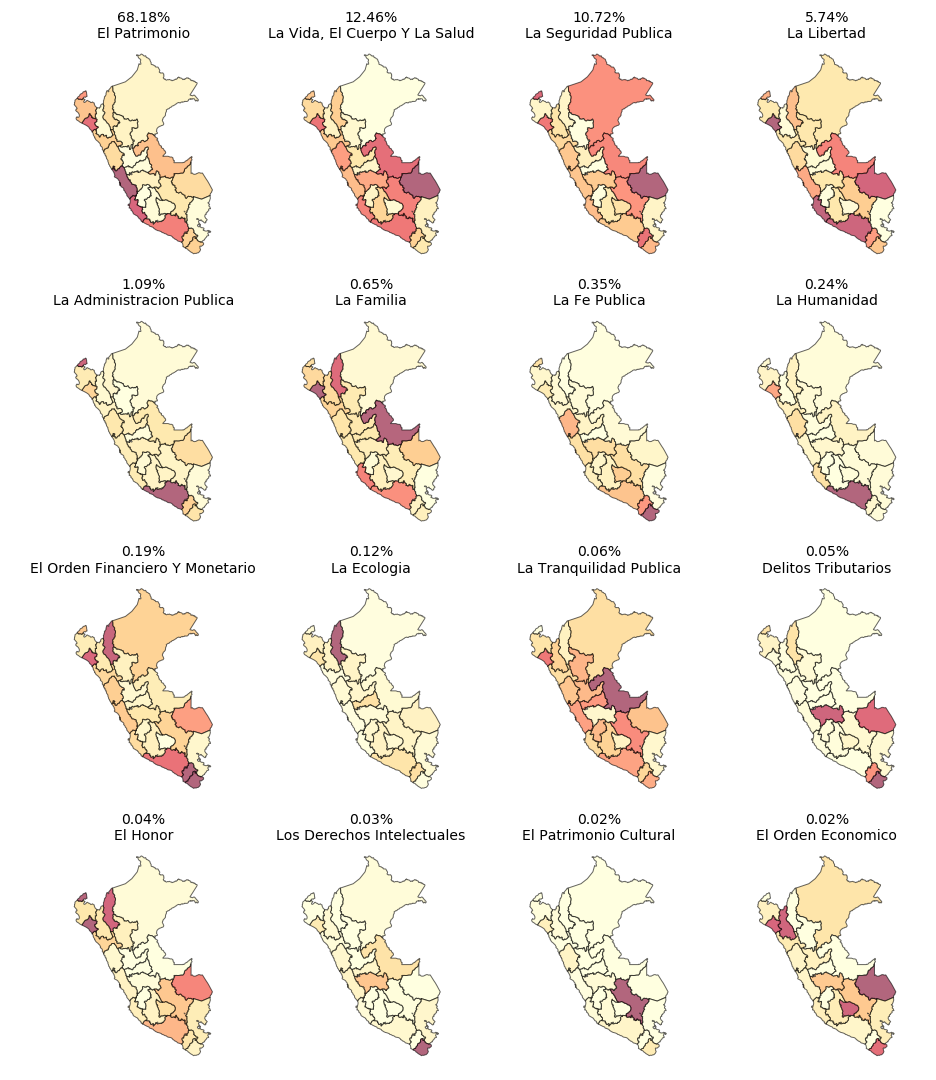 68.18%
El Patrimonio
12.46%
La Vida, El Cuerpo Y La Salud
10.72%
La Seguridad Publica
5.74%
La Libertad
1.09%
La Administracion Publica
0.65%
La Familia
0.35%
La Fe Publica
0.24%
La Humanidad
0.19%
El Orden Financiero Y Monetario
0.12%
La Ecologia
0.06%
La Tranquilidad Publica
0.05%
Delitos Tributarios
0.04%
El Honor
0.03%
Los Derechos Intelectuales
0.02%
El Patrimonio Cultural
0.02%
El Orden Economico